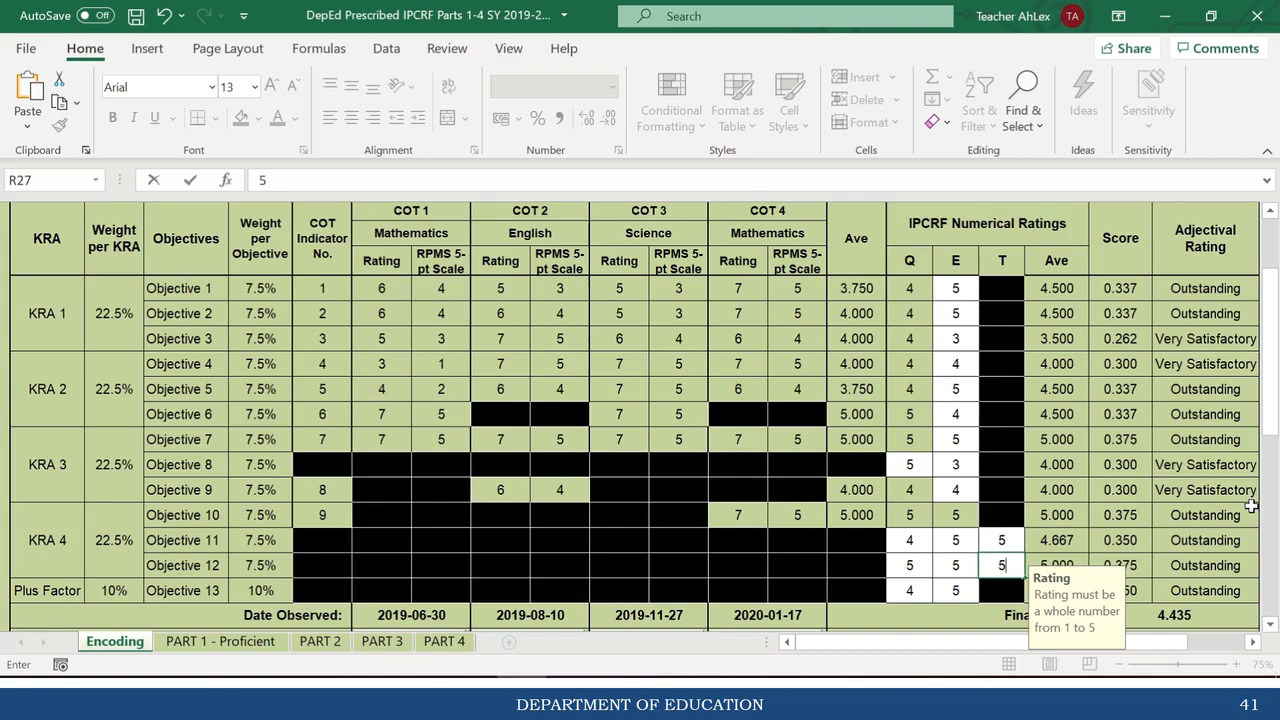 AutoSave Off DepEd Prescribed IPCRF Parts 1-4 SY 2019-2... Search Teacher AhLex TA
File Home Insert Page Layout Formulas Data Review View Help Share Comments
Paste Arial 13 Conditional Formatting Format as Table Cell Styles Insert Delete Format Sort & Filter Find & Select Ideas Sensitivity
Clipboard Font Alignment Number Styles Cells Editing Ideas Sensitivity
R27 fx 5
KRA Weight per KRA Objectives Weight per Objective COT Indicator No. COT 1 COT 2 COT 3 COT 4 Ave IPCRF Numerical Ratings Score Adjectival Rating
Mathematics English Science Mathematics
Rating RPMS 5-pt Scale Rating RPMS 5-pt Scale Rating RPMS 5-pt Scale Rating RPMS 5-pt Scale Q E T Ave
KRA 1 22.5% Objective 1 7.5% 1 6 4 5 3 5 3 7 5 3.750 4 5 4.500 0.337 Outstanding
Objective 2 7.5% 2 6 4 6 4 5 3 7 5 4.000 4 5 4.500 0.337 Outstanding
Objective 3 7.5% 3 5 3 7 5 6 4 6 4 4.000 4 3 3.500 0.262 Very Satisfactory
KRA 2 22.5% Objective 4 7.5% 4 3 1 7 5 7 5 7 5 4.000 4 4 4.000 0.300 Very Satisfactory
Objective 5 7.5% 5 4 2 6 4 7 5 6 4 3.750 4 5 4.500 0.337 Outstanding
Objective 6 7.5% 6 7 5 7 5 5.000 5 4 4.500 0.337 Outstanding
KRA 3 22.5% Objective 7 7.5% 7 7 5 7 5 7 5 7 5 5.000 5 5 5.000 0.375 Outstanding
Objective 8 7.5% 5 3 4.000 0.300 Very Satisfactory
Objective 9 7.5% 8 6 4 4.000 4 4 4.000 0.300 Very Satisfactory
KRA 4 22.5% Objective 10 7.5% 9 7 5 5.000 5 5 5.000 0.375 Outstanding
Objective 11 7.5% 4 5 5 4.667 0.350 Outstanding
Objective 12 7.5% 5 5 5 5.000 0.375 Outstanding
Plus Factor 10% Objective 13 10% 4 5 50 Outstanding
Date Observed: 2019-06-30 2019-08-10 2019-11-27 2020-01-17 Fina 4.435
Rating
Rating must be
a whole number
from 1 to 5
Encoding PART 1 - Proficient PART 2 PART 3 PART 4
Enter 75%
DEPARTMENT OF EDUCATION 41